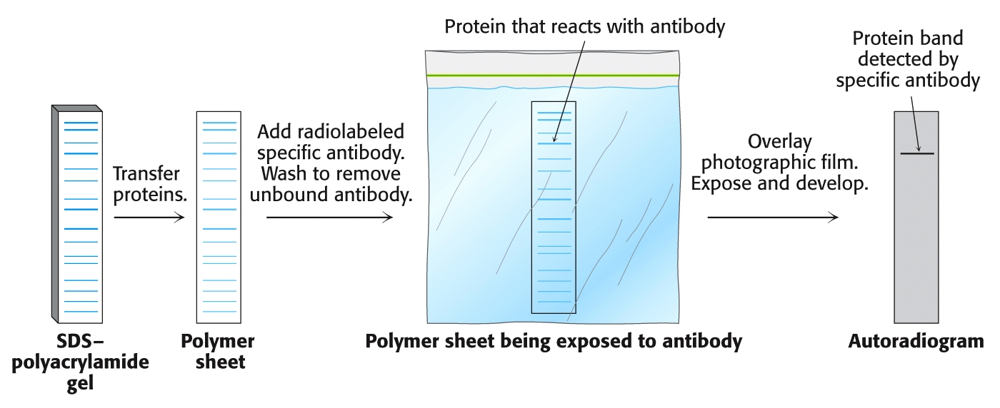 Protein that reacts with antibody
Protein band
detected by
specific antibody
Transfer
proteins.
Add radiolabeled
specific antibody.
Wash to remove
unbound antibody.
Overlay
photographic film.
Expose and develop.
SDS–
polyacrylamide
gel
Polymer
sheet
Polymer sheet being exposed to antibody
Autoradiogram